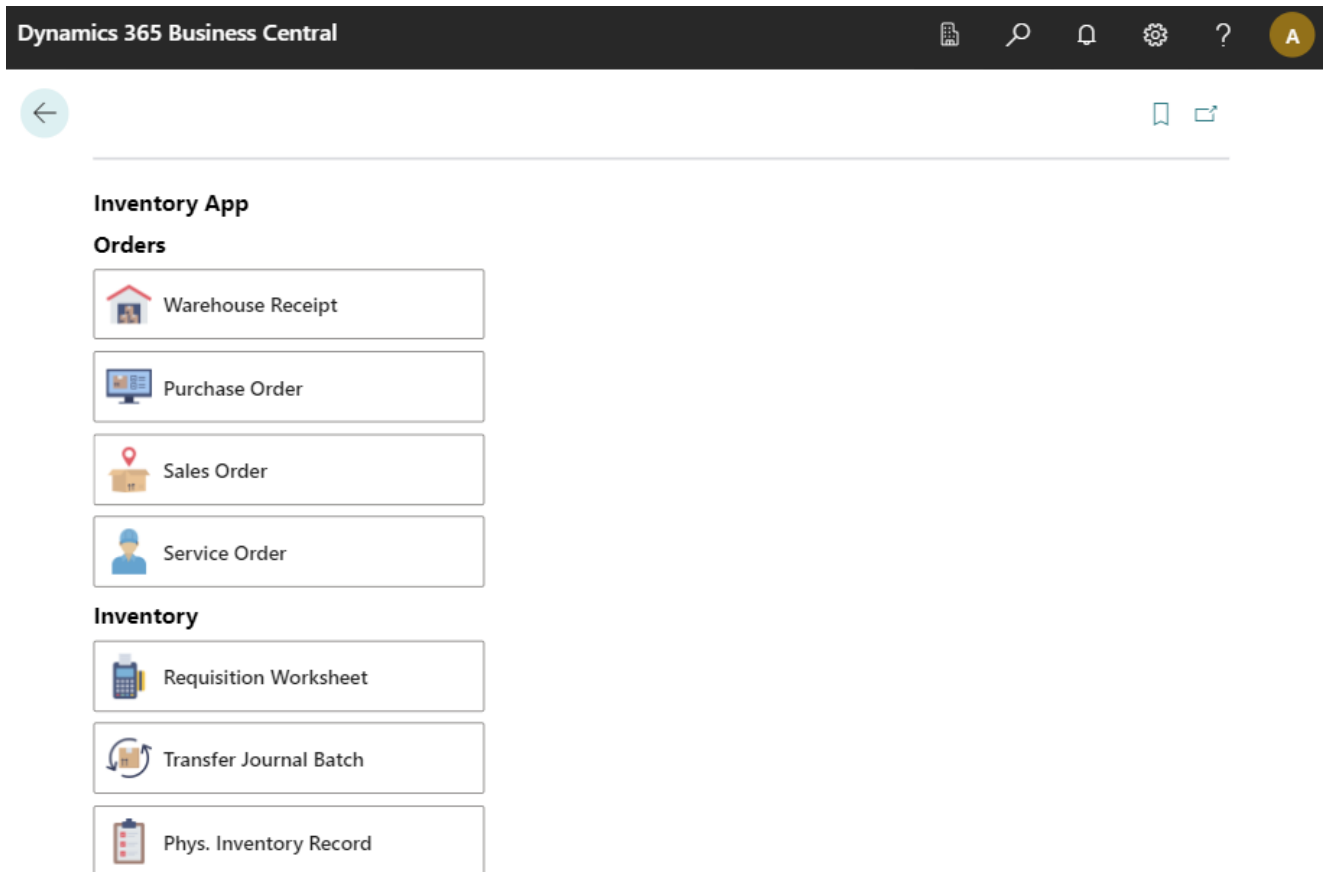 Dynamics 365 Business Central
?
A
Inventory App
Orders
Warehouse Receipt
Purchase Order
Sales Order
Service Order
Inventory
Requisition Worksheet
Transfer Journal Batch
Phys. Inventory Record